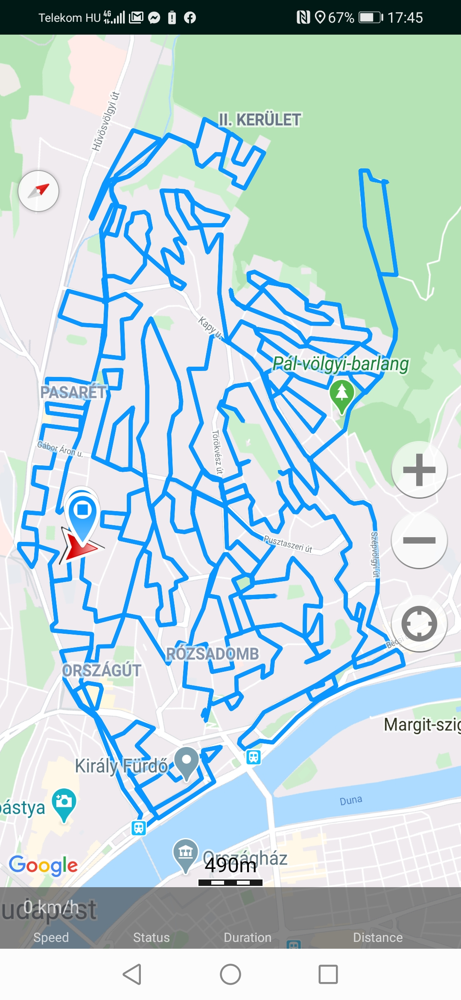 Telekom HU 4G 67% 17:45
II. KERÜLET
Hűvösvölgyi út
Kapy u.
Pál-völgyi-barlang
PASARÉT
Törökvész út
Gábor Áron u.
Pusztaszeri út
Szépvölgyi út
Bécsi
RÓZSADOMB
ORSZÁGÚT
Margit-szig
Király Fürdő
Duna
bástya
Országház
Google
490m
udapest
0 km/h
Speed Status Duration Distance